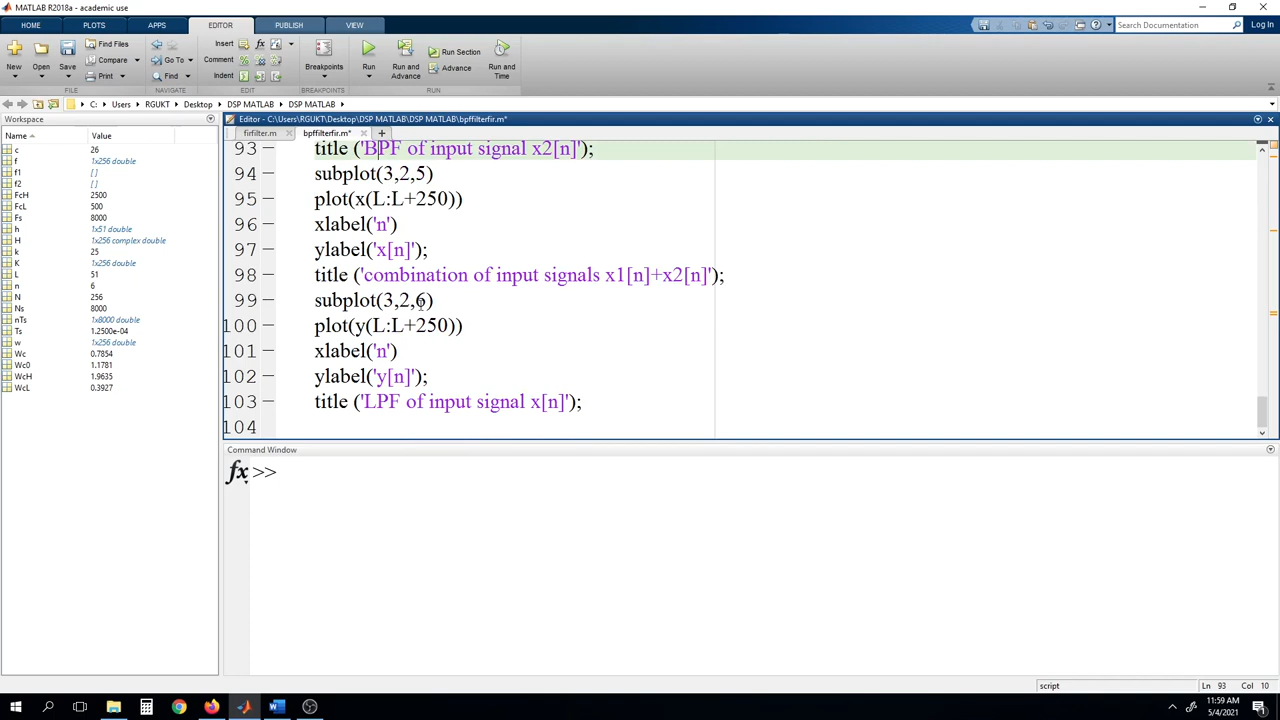 MATLAB R2018a - academic use
HOME PLOTS APPS EDITOR PUBLISH VIEW Search Documentation Log In
New Open Save Find Files Compare Print Go To Find Insert Comment Indent fx Breakpoints Run Run and Advance Run Section Advance Run and Time
FILE NAVIGATE EDIT BREAKPOINTS RUN
C: Users RGUKT Desktop DSP MATLAB DSP MATLAB
Workspace
Name Value
c 26
f 1x256 double
f1 []
f2 []
FcH 2500
FcL 500
Fs 8000
h 1x51 double
H 1x256 complex double
k 25
K 1x256 double
L 51
n 6
N 256
Ns 8000
nTs 1x8000 double
Ts 1.2500e-04
w 1x256 double
Wc 0.7854
Wc0 1.1781
WcH 1.9635
WcL 0.3927
Editor - C:\Users\RGUKT\Desktop\DSP MATLAB\DSP MATLAB\bpffilterfir.m*
firfilter.m bpffilterfir.m* +
93 – title ('BPF of input signal x2[n]');
94 – subplot(3,2,5)
95 – plot(x(L:L+250))
96 – xlabel('n')
97 – ylabel('x[n]');
98 – title ('combination of input signals x1[n]+x2[n]');
99 – subplot(3,2,6)
100 – plot(y(L:L+250))
101 – xlabel('n')
102 – ylabel('y[n]');
103 – title ('LPF of input signal x[n]');
104
Command Window
fx >>
script Ln 93 Col 10
11:59 AM
5/4/2021